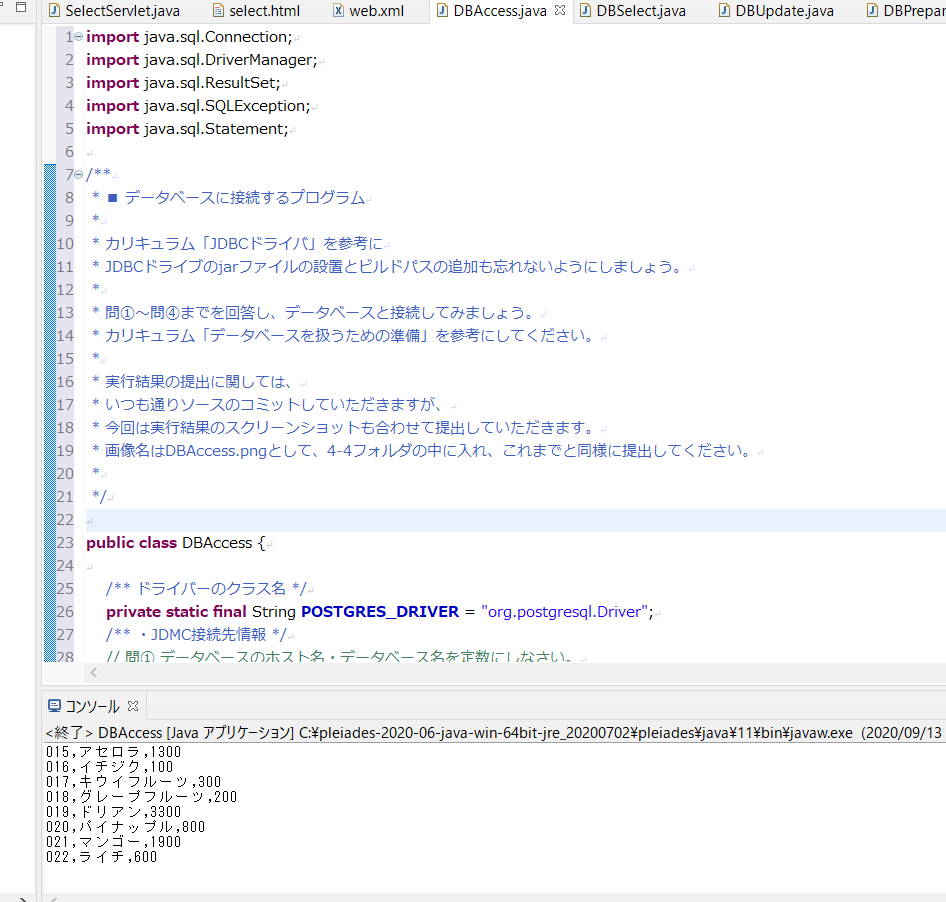 SelectServlet.java select.html web.xml DBAccess.java DBSelect.java DBUpdate.java DBPrepar
1 import java.sql.Connection;
2 import java.sql.DriverManager;
3 import java.sql.ResultSet;
4 import java.sql.SQLException;
5 import java.sql.Statement;
6
7 /**
8 * ■ データベースに接続するプログラム
9 *
10 * カリキュラム「JDBCドライバ」を参考に
11 * JDBCドライブのjarファイルの設置とビルドパスの追加も忘れないようにしましょう。
12 *
13 * 問①～問④までを回答し、データベースと接続してみましょう。
14 * カリキュラム「データベースを扱うための準備」を参考にしてください。
15 *
16 * 実行結果の提出に関しては、
17 * いつも通りソースのコミットしていただきますが、
18 * 今回は実行結果のスクリーンショットも合わせて提出していただきます。
19 * 画像名はDBAccess.pngとして、4-4フォルダの中に入れ、これまでと同様に提出してください。
20 *
21 */
22
23 public class DBAccess {
24
25 /** ドライバーのクラス名 */
26 private static final String POSTGRES_DRIVER = "org.postgresql.Driver";
27 /** ・JDMC接続先情報 */
28 // 問① データベースのホスト名・データベース名を定数にしなさい。
コンソール
<終了> DBAccess [Java アプリケーション] C:¥pleiades-2020-06-java-win-64bit-jre_20200702¥pleiades¥java¥11¥bin¥javaw.exe (2020/09/13
015,アセロラ,1300
016,イチジク,100
017,キウイフルーツ,300
018,グレープフルーツ,200
019,ドリアン,3300
020,パイナップル,800
021,マンゴー,1900
022,ライチ,600